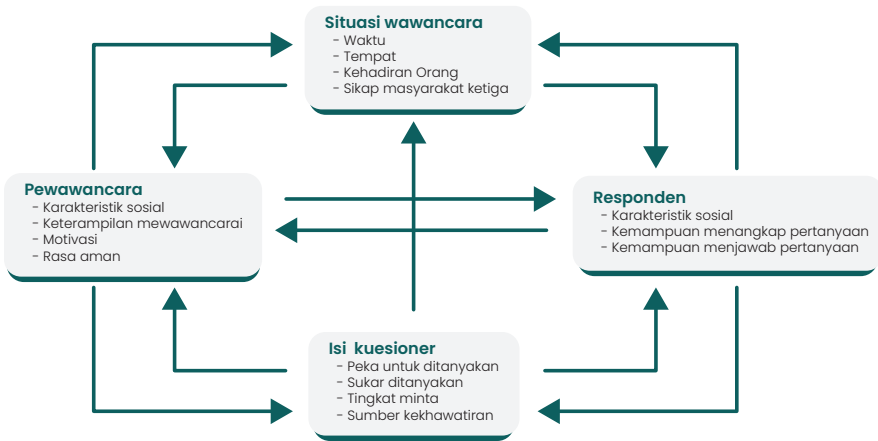 Situasi wawancara
- Waktu
- Tempat
- Kehadiran Orang
- Sikap masyarakat ketiga
Pewawancara
- Karakteristik sosial
- Keterampilan mewawancarai
- Motivasi
- Rasa aman
Responden
- Karakteristik sosial
- Kemampuan menangkap pertanyaan
- Kemampuan menjawab pertanyaan
Isi kuesioner
- Peka untuk ditanyakan
- Sukar ditanyakan
- Tingkat minta
- Sumber kekhawatiran